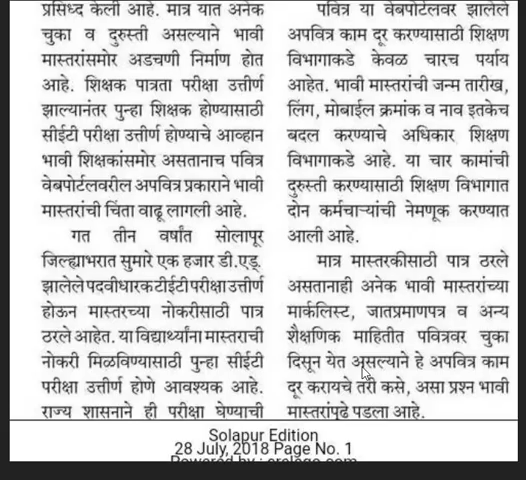 प्रसिध्द केली आहे. मात्र यात अनेक
चुका व दुरुस्ती असल्याने भावी
मास्तरांसमोर अडचणी निर्माण होत
आहे. शिक्षक पात्रता परीक्षा उत्तीर्ण
झाल्यानंतर पुन्हा शिक्षक होण्यासाठी
सीईटी परीक्षा उत्तीर्ण होण्याचे आव्हान
भावी शिक्षकांसमोर असतानाच पवित्र
वेबपोर्टलवरील अपवित्र प्रकाराने भावी
मास्तरांची चिंता वाढू लागली आहे.
गत तीन वर्षांत सोलापूर
जिल्ह्याभरात सुमारे एक हजार डी.एड्
झालेले पदवीधारक टीईटी परीक्षा उत्तीर्ण
होऊन मास्तरच्या नोकरीसाठी पात्र
ठरले आहेत. या विद्यार्थ्यांना मास्तराची
नोकरी मिळविण्यासाठी पुन्हा सीईटी
परीक्षा उत्तीर्ण होणे आवश्यक आहे.
राज्य शासनाने ही परीक्षा घेण्याची
पवित्र या वेबपोर्टलवर झालेले
अपवित्र काम दूर करण्यासाठी शिक्षण
विभागाकडे केवळ चारच पर्याय
आहेत. भावी मास्तरांची जन्म तारीख,
लिंग, मोबाईल क्रमांक व नाव इतकेच
बदल करण्याचे अधिकार शिक्षण
विभागाकडे आहे. या चार कामांची
दुरुस्ती करण्यासाठी शिक्षण विभागात
दोन कर्मचाऱ्यांची नेमणूक करण्यात
आली आहे.
मात्र मास्तरकीसाठी पात्र ठरले
असतानाही अनेक भावी मास्तरांच्या
मार्कलिस्ट, जातप्रमाणपत्र व अन्य
शैक्षणिक माहितीत पवित्रवर चुका
दिसून येत असल्याने हे अपवित्र काम
दूर करायचे तरी कसे, असा प्रश्न भावी
मास्तरांपुढे पडला आहे.
Solapur Edition
28 July, 2018 Page No. 1
Powered by : erelego.com